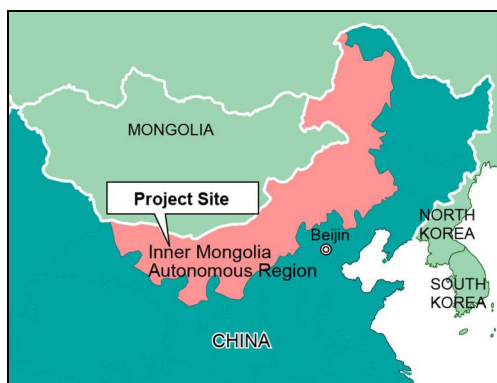 MONGOLIA
Project Site
Inner Mongolia
Autonomous Region
Beijin
NORTH
KOREA
SOUTH
KOREA
CHINA